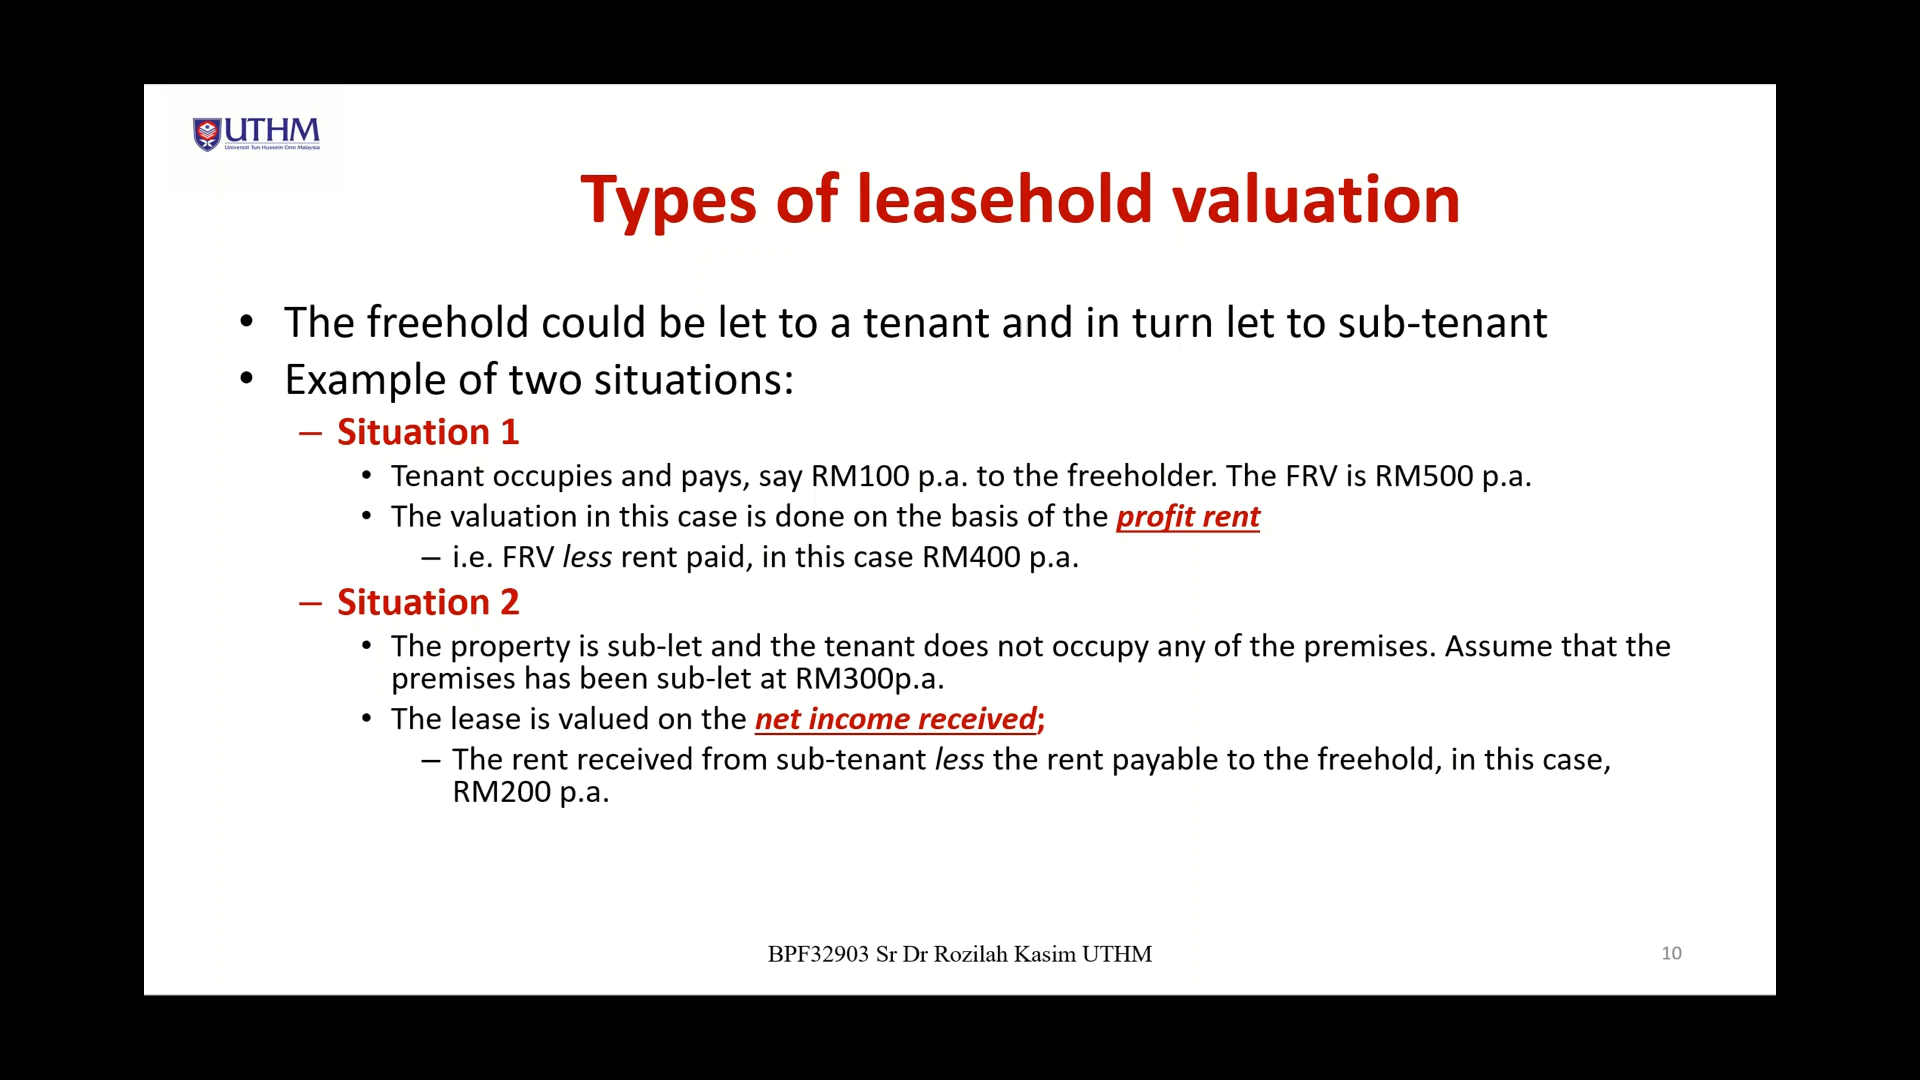 UTHM
Universiti Tun Hussein Onn Malaysia
Types of leasehold valuation
• The freehold could be let to a tenant and in turn let to sub-tenant
• Example of two situations:
– Situation 1
• Tenant occupies and pays, say RM100 p.a. to the freeholder. The FRV is RM500 p.a.
• The valuation in this case is done on the basis of the profit rent
– i.e. FRV less rent paid, in this case RM400 p.a.
– Situation 2
• The property is sub-let and the tenant does not occupy any of the premises. Assume that the
premises has been sub-let at RM300p.a.
• The lease is valued on the net income received;
– The rent received from sub-tenant less the rent payable to the freehold, in this case,
RM200 p.a.
BPF32903 Sr Dr Rozilah Kasim UTHM
10